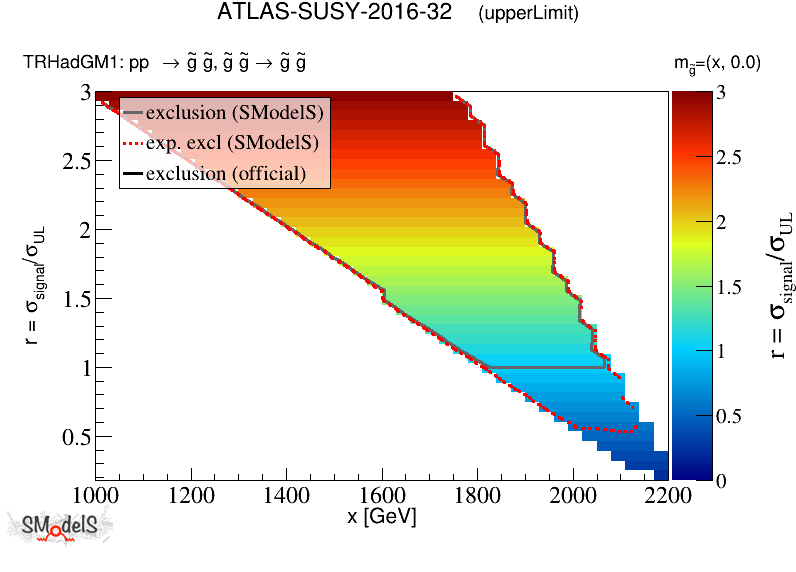 ATLAS-SUSY-2016-32 (upperLimit)
TRHadGM1: pp → g̃ g̃, g̃ g̃ → g̃ g̃
m_g̃=(x, 0.0)
exclusion (SModelS)
exp. excl (SModelS)
exclusion (official)
r = σ_signal/σ_UL
3
2.5
2
1.5
1
0.5
1000 1200 1400 1600 1800 2000 2200
x [GeV]
3
2.5
2
1.5
1
0.5
0
r = σ_signal/σ_UL
SModelS